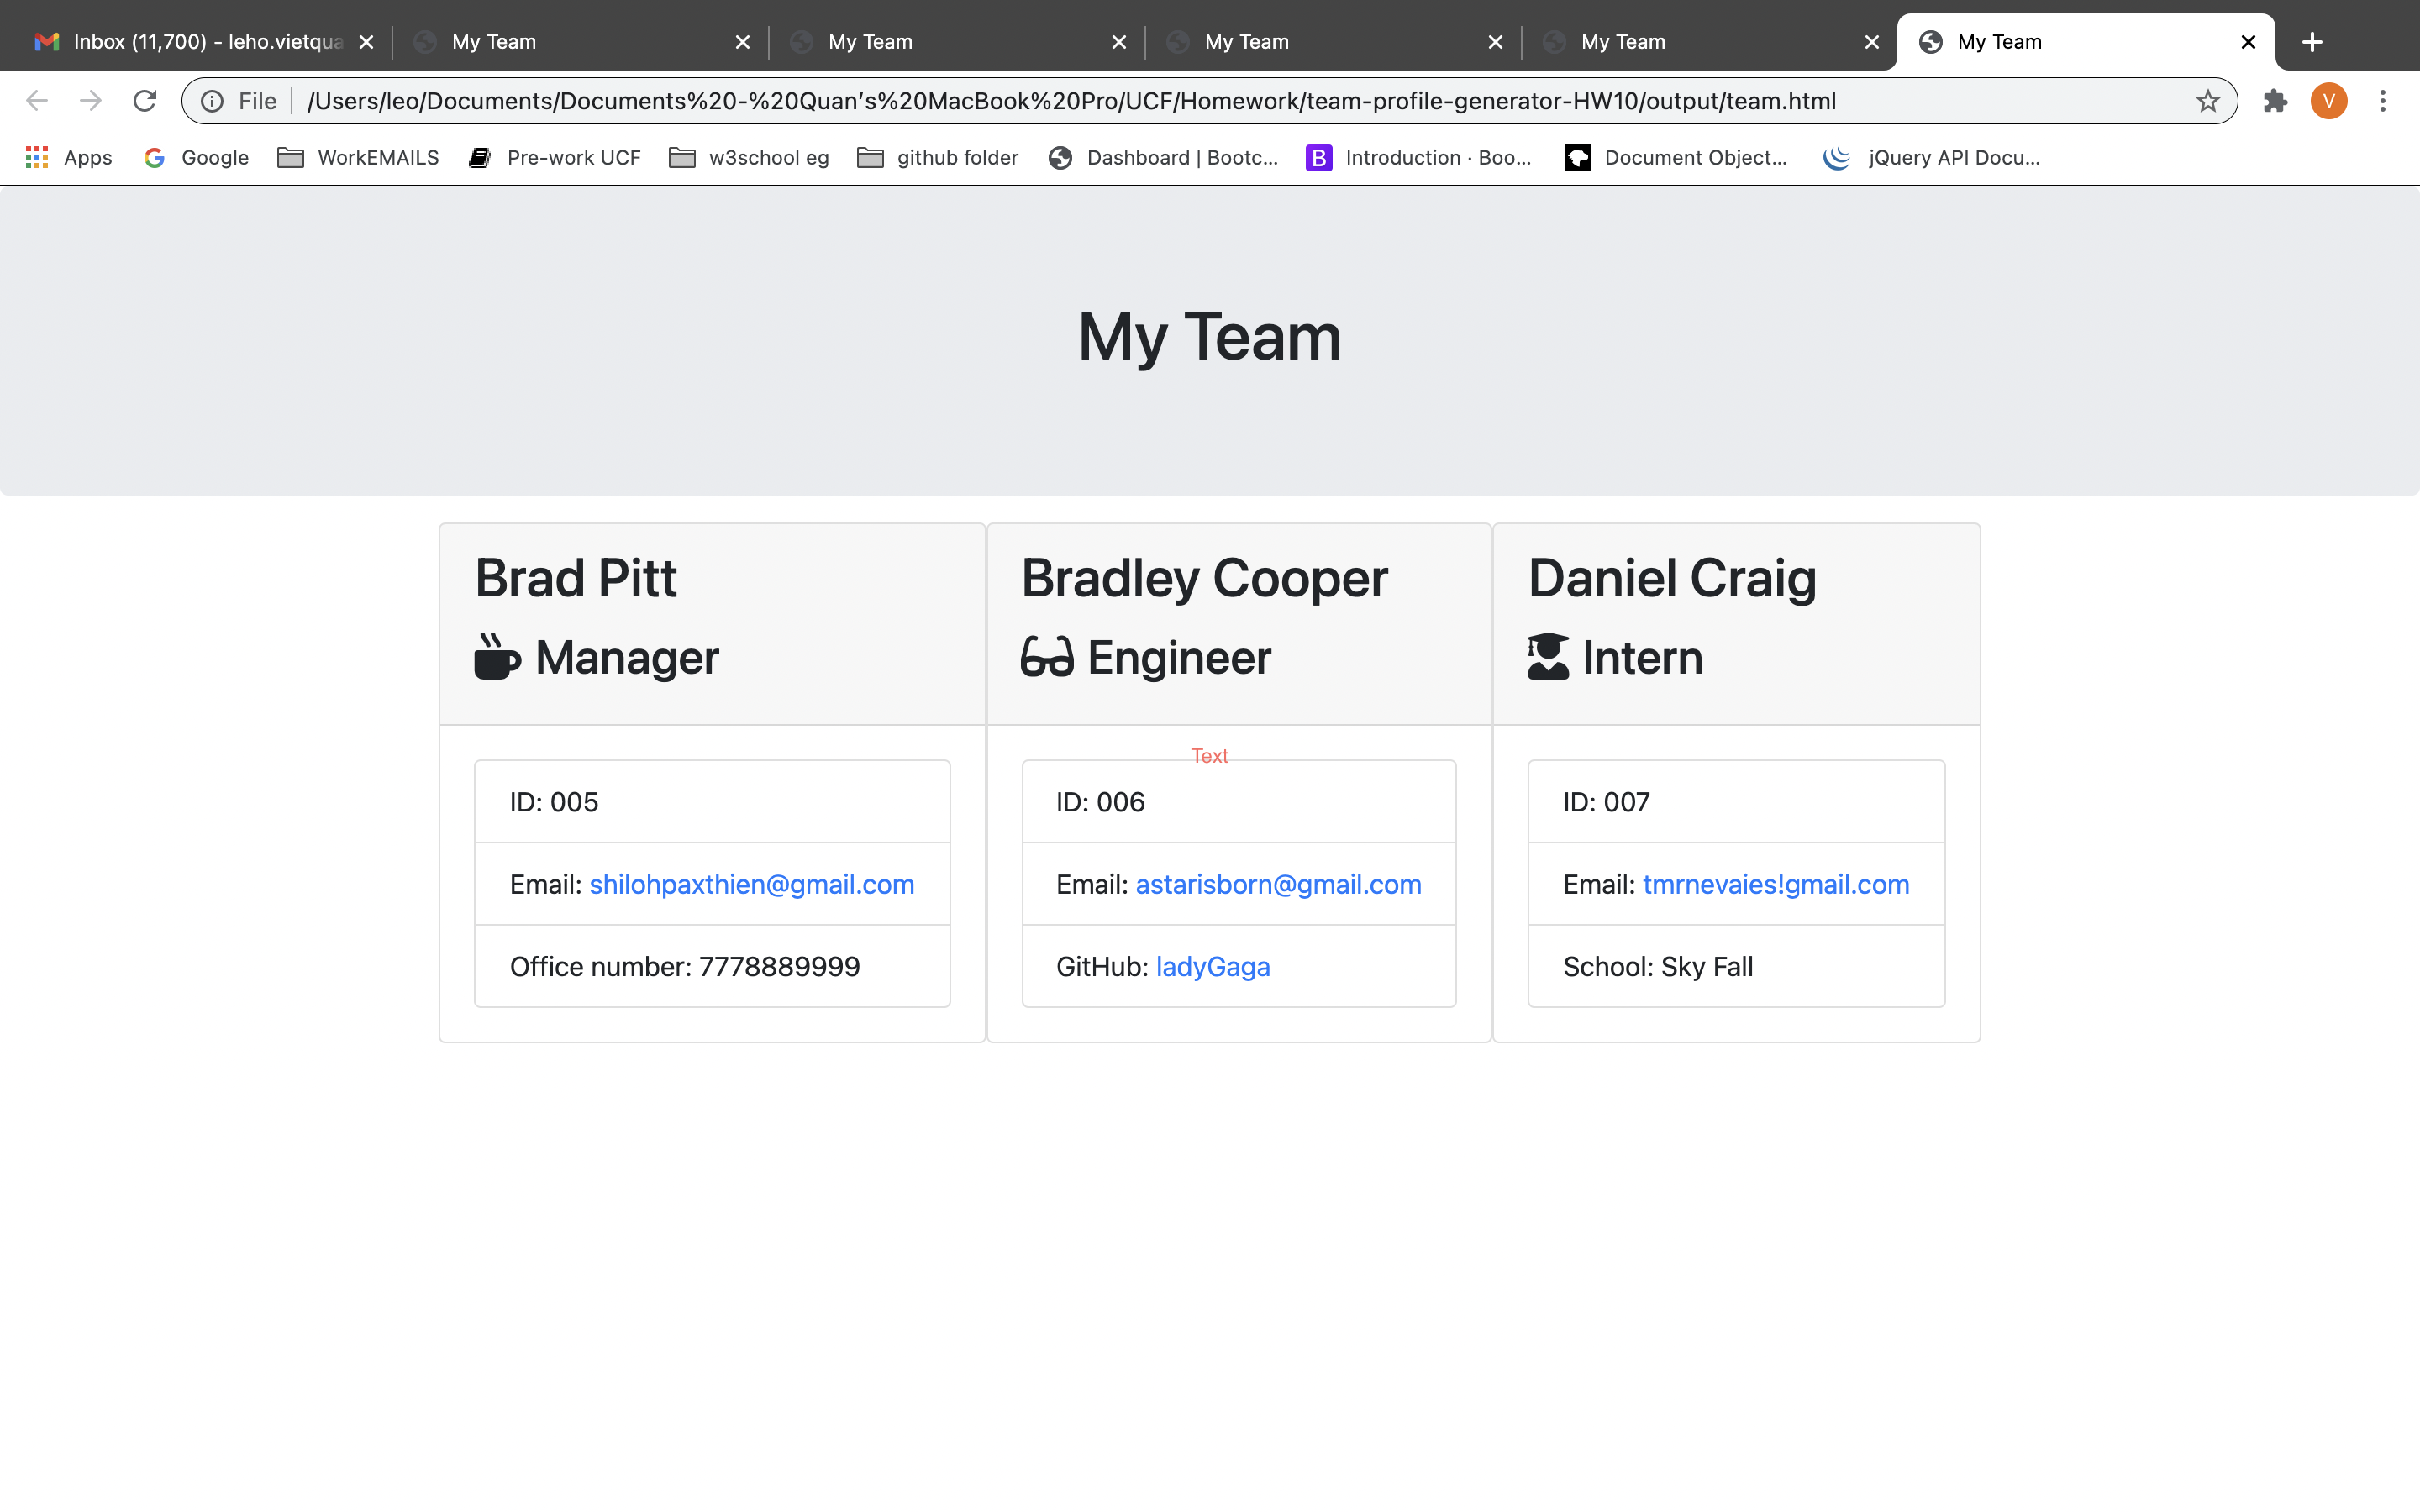 Inbox (11,700) - leho.vietqua
My Team
My Team
My Team
My Team
My Team
File /Users/leo/Documents/Documents%20-%20Quan’s%20MacBook%20Pro/UCF/Homework/team-profile-generator-HW10/output/team.html
V
Apps
Google
WorkEMAILS
Pre-work UCF
w3school eg
github folder
Dashboard | Bootc...
B Introduction · Boo...
Document Object...
jQuery API Docu...
My Team
Brad Pitt
Manager
ID: 005
Email: shilohpaxthien@gmail.com
Office number: 7778889999
Bradley Cooper
Engineer
Text
ID: 006
Email: astarisborn@gmail.com
GitHub: ladyGaga
Daniel Craig
Intern
ID: 007
Email: tmrnevaies!gmail.com
School: Sky Fall